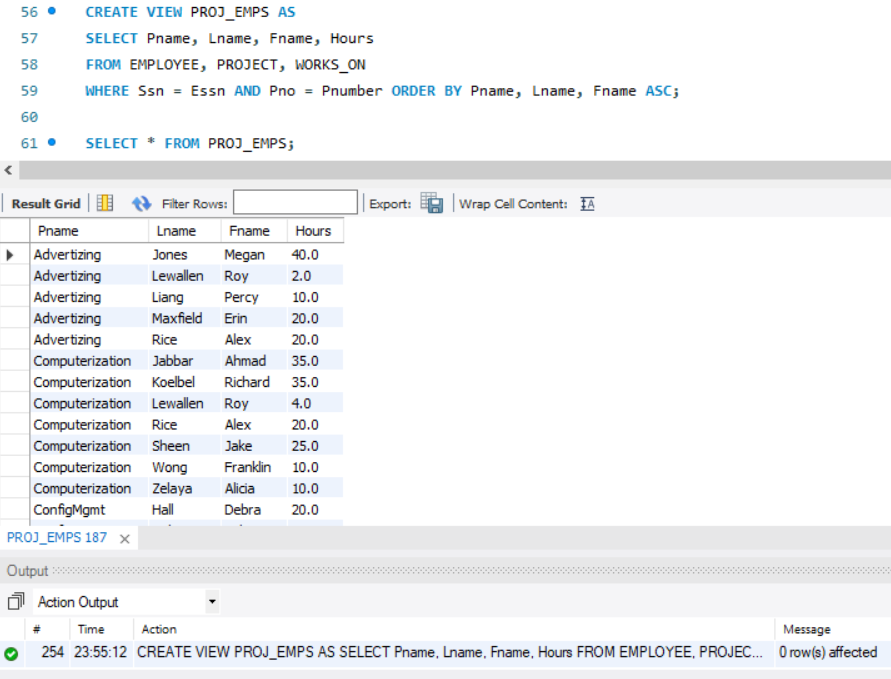 56 CREATE VIEW PROJ_EMPS AS
57 SELECT Pname, Lname, Fname, Hours
58 FROM EMPLOYEE, PROJECT, WORKS_ON
59 WHERE Ssn = Essn AND Pno = Pnumber ORDER BY Pname, Lname, Fname ASC;
60
61 SELECT * FROM PROJ_EMPS;
Result Grid Filter Rows: Export: Wrap Cell Content: IA
Pname Lname Fname Hours
Advertizing Jones Megan 40.0
Advertizing Lewallen Roy 2.0
Advertizing Liang Percy 10.0
Advertizing Maxfield Erin 20.0
Advertizing Rice Alex 20.0
Computerization Jabbar Ahmad 35.0
Computerization Koelbel Richard 35.0
Computerization Lewallen Roy 4.0
Computerization Rice Alex 20.0
Computerization Sheen Jake 25.0
Computerization Wong Franklin 10.0
Computerization Zelaya Alicia 10.0
ConfigMgmt Hall Debra 20.0
PROJ_EMPS 187
Output
Action Output
# Time Action Message
254 23:55:12 CREATE VIEW PROJ_EMPS AS SELECT Pname, Lname, Fname, Hours FROM EMPLOYEE, PROJEC... 0 row(s) affected